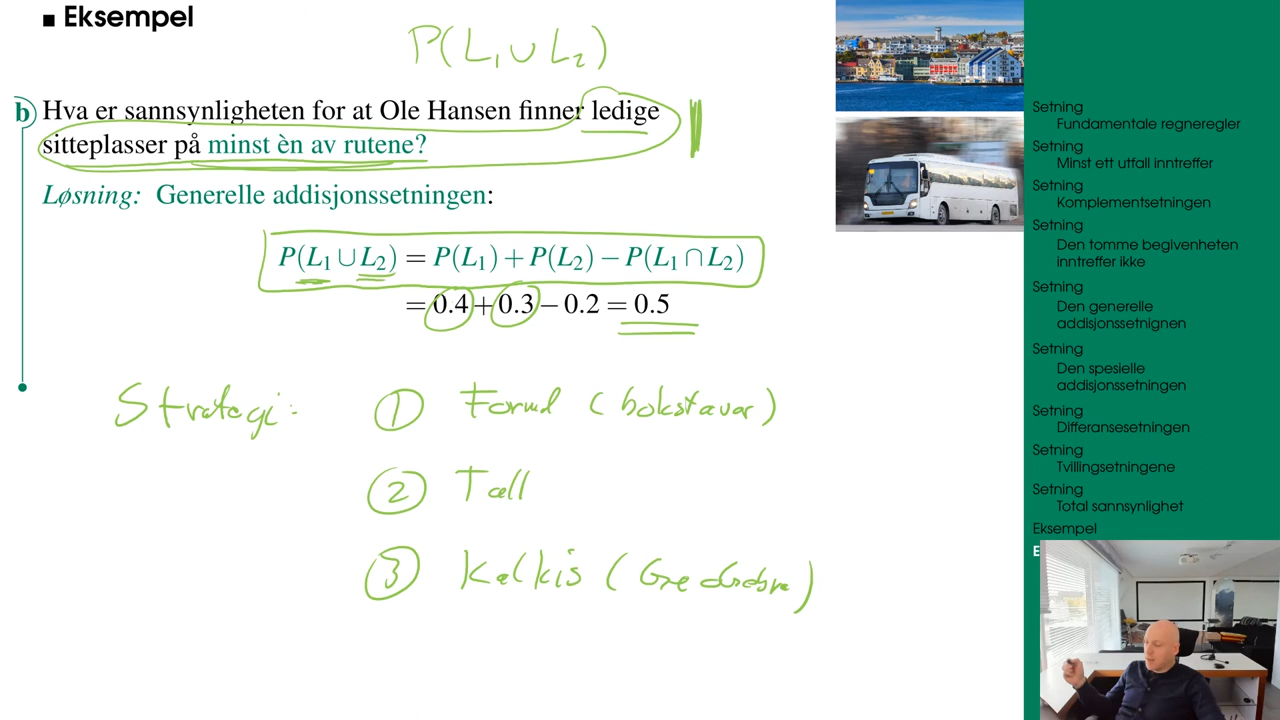 ■ Eksempel
P(L₁ ∪ L₂)
b) Hva er sannsynligheten for at Ole Hansen finner ledige
sitteplasser på minst èn av rutene?
Løsning: Generelle addisjonssetningen:
P(L₁ ∪ L₂) = P(L₁) + P(L₂) − P(L₁ ∩ L₂)
= 0.4 + 0.3 − 0.2 = 0.5
Strategi:
① Formel (bokstavar)
② Tall
③ Kalkis
Setning
Fundamentale regneregler
Setning
Minst ett utfall inntreffer
Setning
Komplementsetningen
Setning
Den tomme begivenheten
inntreffer ikke
Setning
Den generelle
addisjonssetnignen
Setning
Den spesielle
addisjonssetningen
Setning
Differansesetningen
Setning
Tvillingsetningene
Setning
Total sannsynlighet
Eksempel